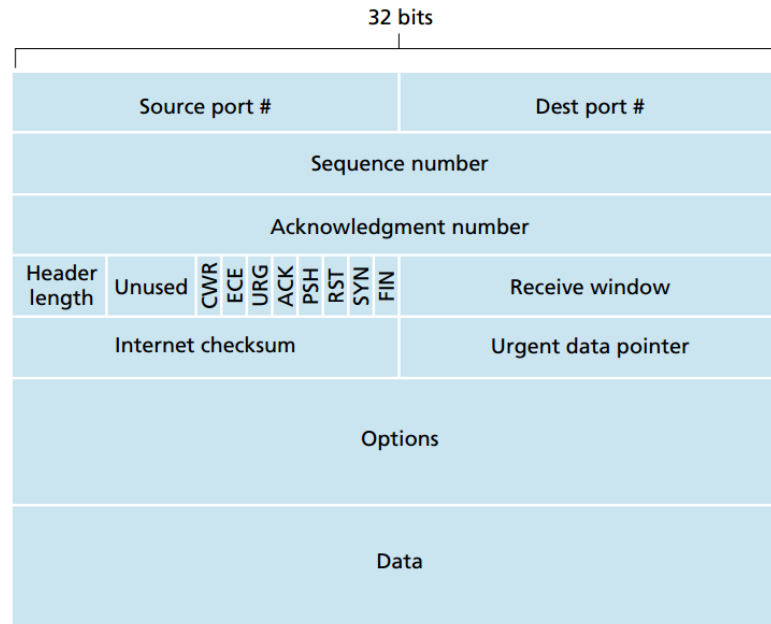 32 bits
Source port #
Dest port #
Sequence number
Acknowledgment number
Header
length
Unused
CWR
ECE
URG
ACK
PSH
RST
SYN
FIN
Receive window
Internet checksum
Urgent data pointer
Options
Data